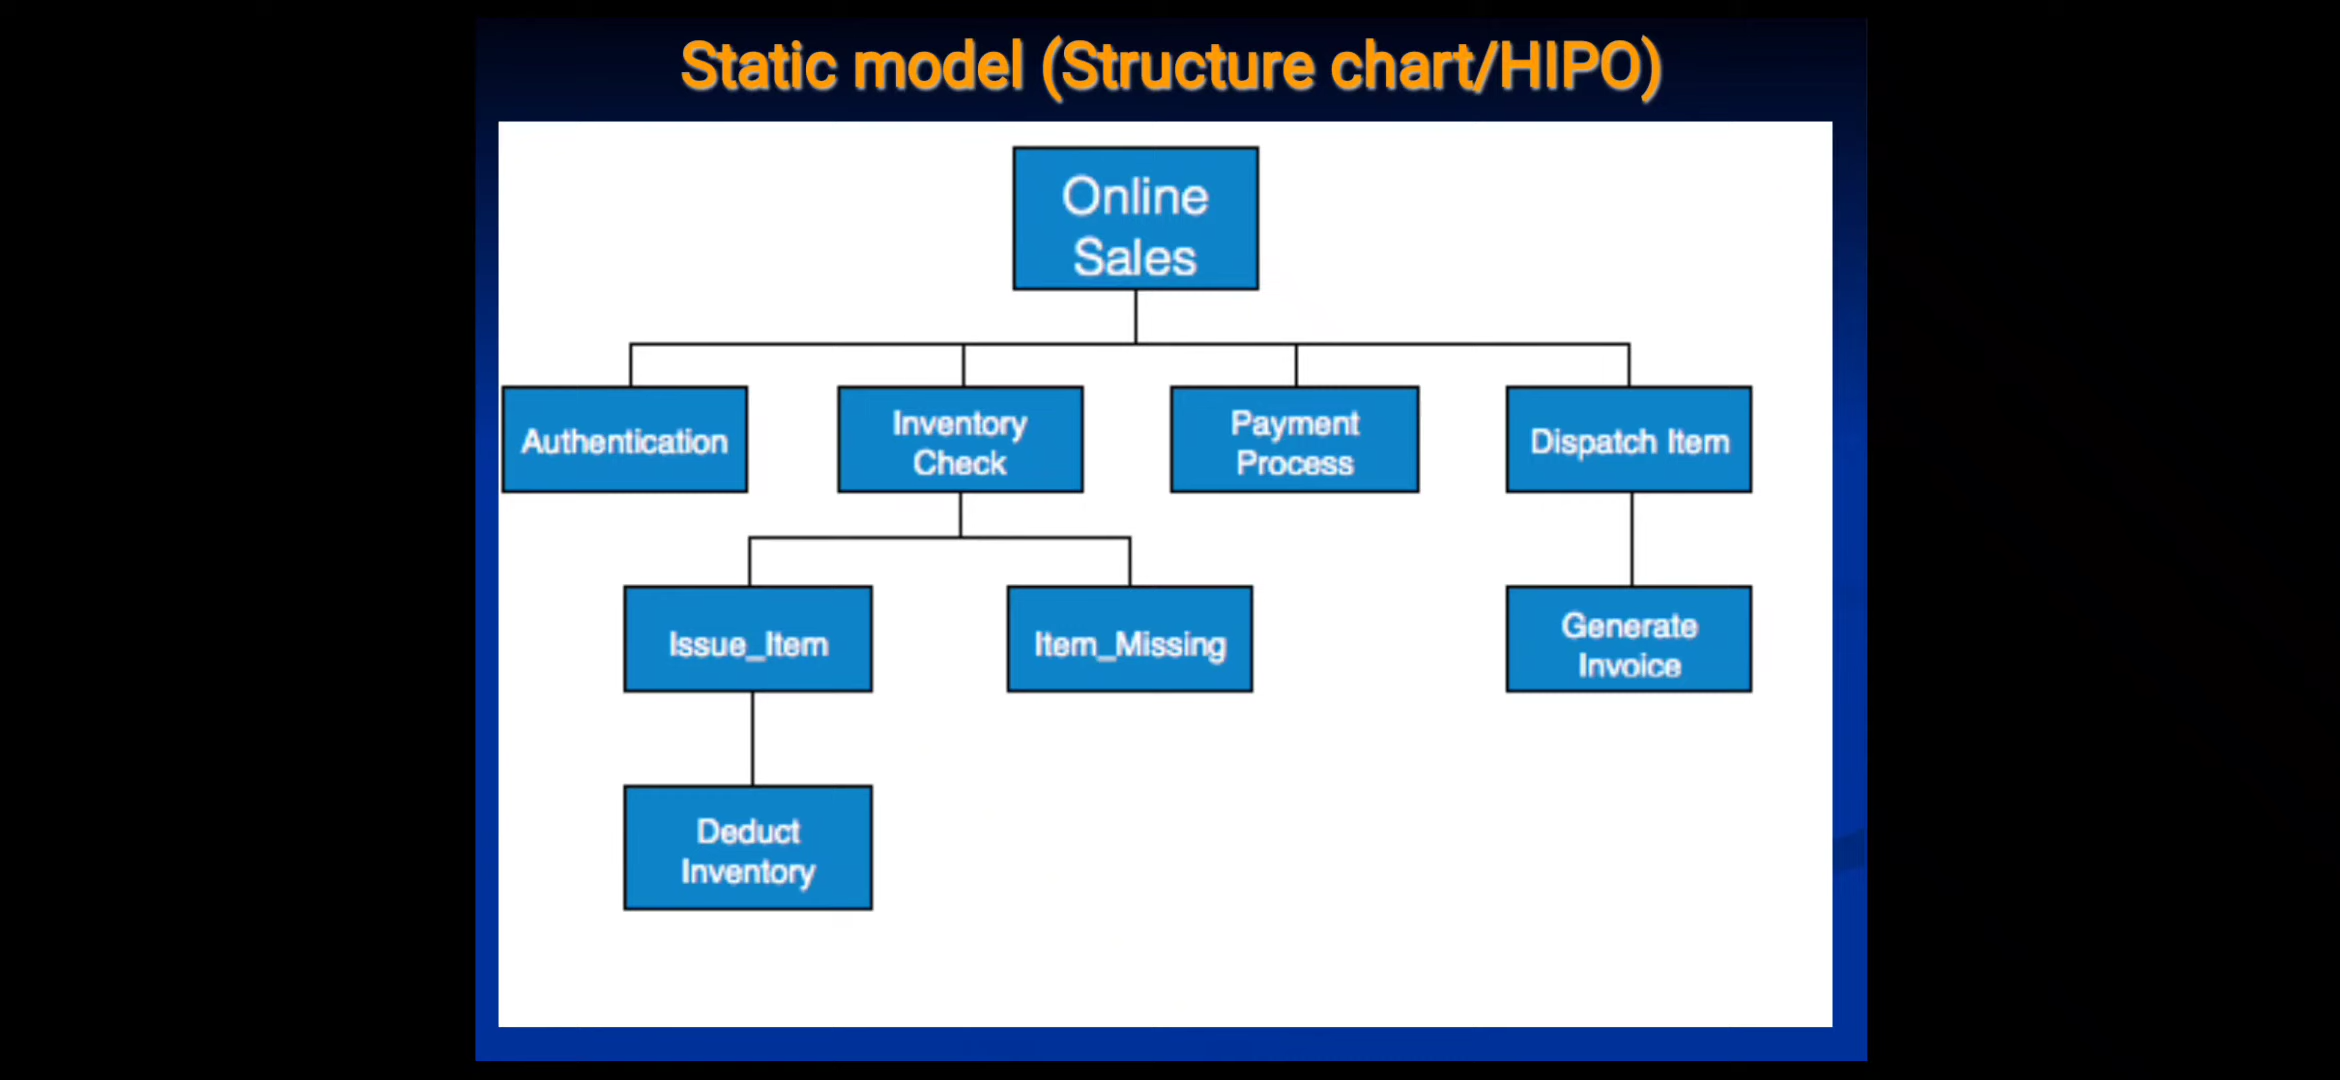 Static model (Structure chart/HIPO)
Online
Sales
Authentication
Inventory
Check
Payment
Process
Dispatch Item
Issue_Item
Item_Missing
Generate
Invoice
Deduct
Inventory